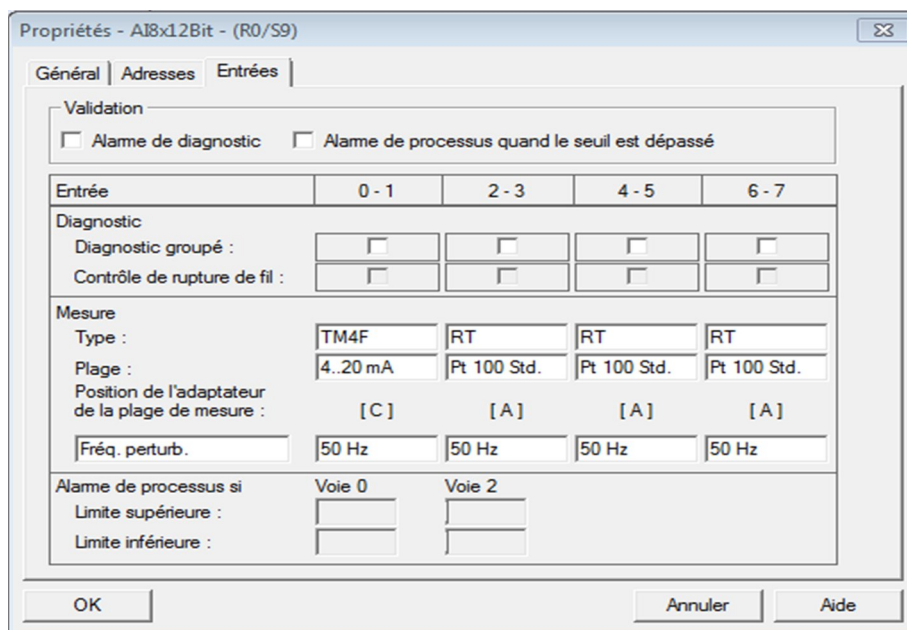 Propriétés - AI8x12Bit - (R0/S9)
Général Adresses Entrées
Validation
Alarme de diagnostic Alarme de processus quand le seuil est dépassé
Entrée 0 - 1 2 - 3 4 - 5 6 - 7
Diagnostic
Diagnostic groupé :
Contrôle de rupture de fil :
Mesure
Type : TM4F RT RT RT
Plage : 4..20 mA Pt 100 Std. Pt 100 Std. Pt 100 Std.
Position de l'adaptateur
de la plage de mesure : [ C ] [ A ] [ A ] [ A ]
Fréq. perturb. 50 Hz 50 Hz 50 Hz 50 Hz
Alarme de processus si Voie 0 Voie 2
Limite supérieure :
Limite inférieure :
OK Annuler Aide